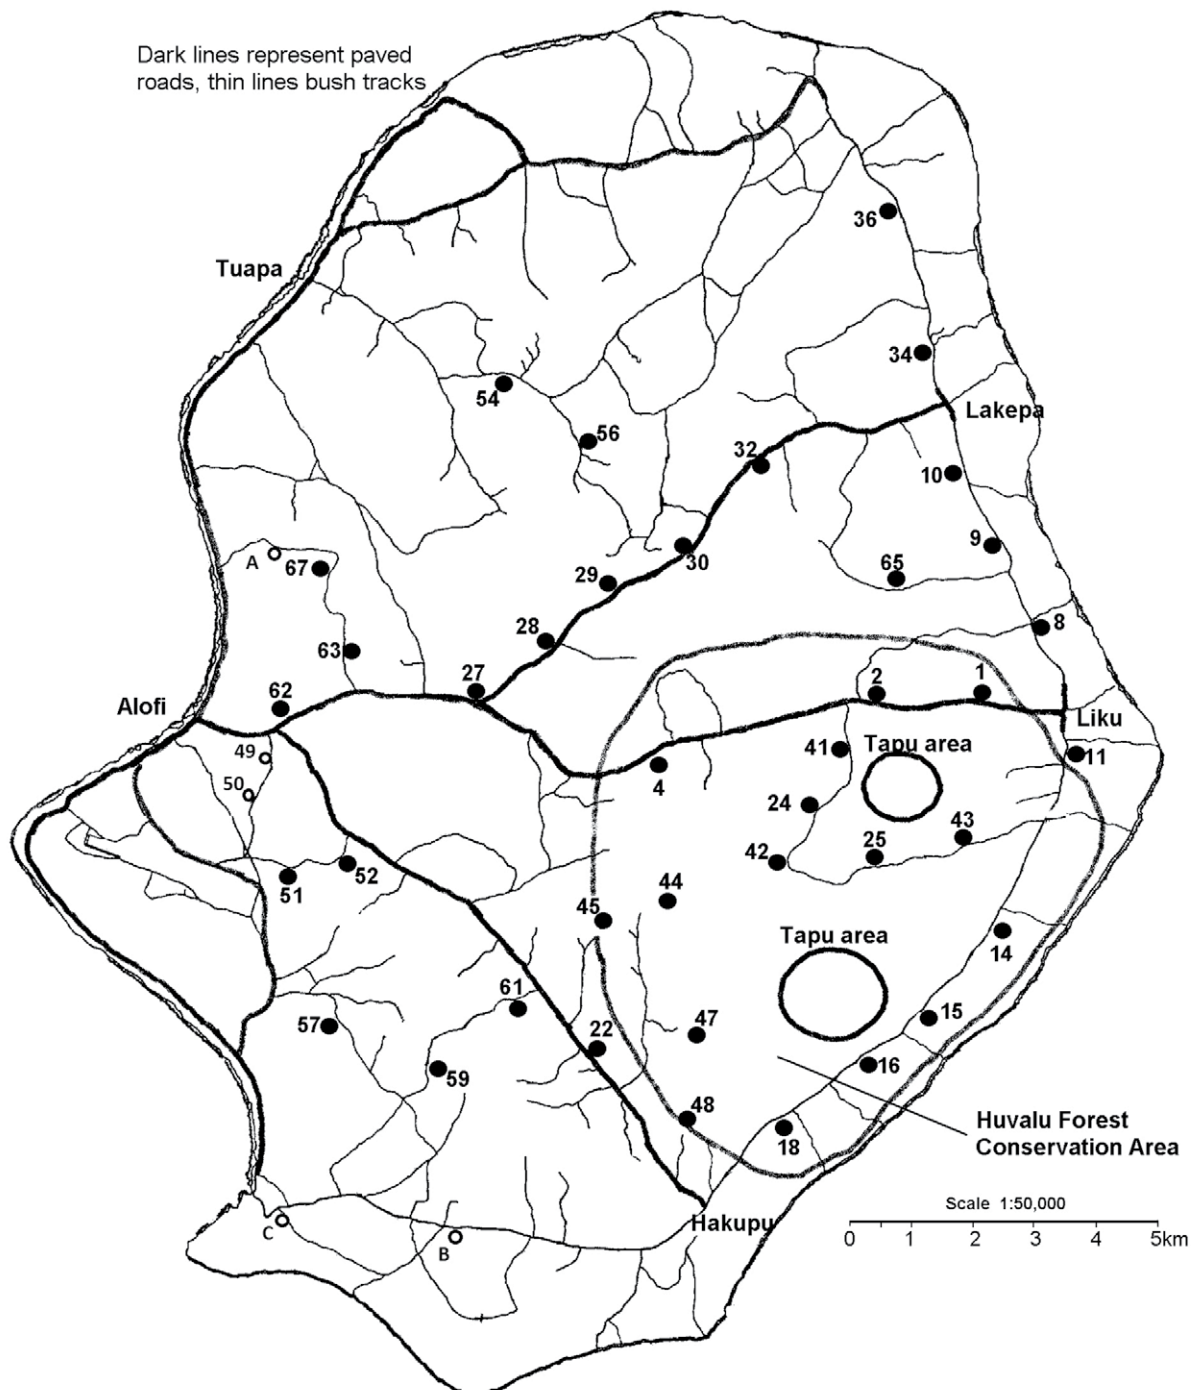 Dark lines represent paved
roads, thin lines bush tracks
36
Tuapa
34
54
Lakepa
56
32
10
A
67
9
30
29
65
28
8
63
27
2
1
62
Alofi
Liku
49
41
Tapu area
11
50
4
24
43
42
25
51
52
44
45
Tapu area
14
61
57
15
22
47
59
16
48
18
Huvalu Forest
Conservation Area
Scale 1:50,000
C
B
Hakupu
0 1 2 3 4 5km